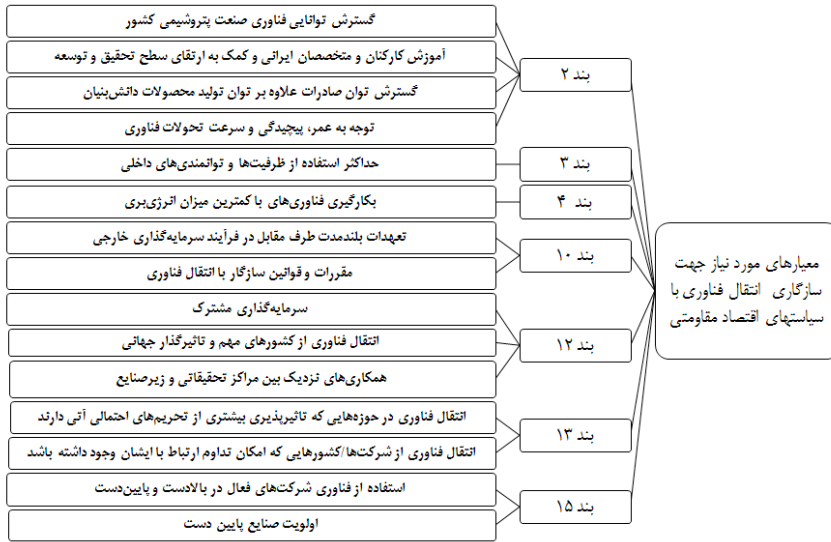 معیارهای مورد نیاز جهت
سازگاری انتقال فناوری با
سیاستهای اقتصاد مقاومتی
بند ۲
گسترش توانایی فناوری صنعت پتروشیمی کشور
آموزش کارکنان و متخصصان ایرانی و کمک به ارتقای سطح تحقیق و توسعه
گسترش توان صادرات علاوه بر توان تولید محصولات دانش‌بنیان
توجه به عمر، پیچیدگی و سرعت تحولات فناوری
بند ۳
حداکثر استفاده از ظرفیت‌ها و توانمندی‌های داخلی
بند ۴
بکارگیری فناوری‌های با کمترین میزان انرژی‌بری
بند ۱۰
تعهدات بلندمدت طرف مقابل در فرآیند سرمایه‌گذاری خارجی
مقررات و قوانین سازگار با انتقال فناوری
بند ۱۲
سرمایه‌گذاری مشترک
انتقال فناوری از کشورهای مهم و تاثیرگذار جهانی
همکاری‌های نزدیک بین مراکز تحقیقاتی و زیرصنایع
بند ۱۳
انتقال فناوری در حوزه‌هایی که تاثیرپذیری بیشتری از تحریم‌های احتمالی آتی دارند
انتقال فناوری از شرکت‌ها/کشورهایی که امکان تداوم ارتباط با ایشان وجود داشته باشد
بند ۱۵
استفاده از فناوری شرکت‌های فعال در بالادست و پایین‌دست
اولویت صنایع پایین دست